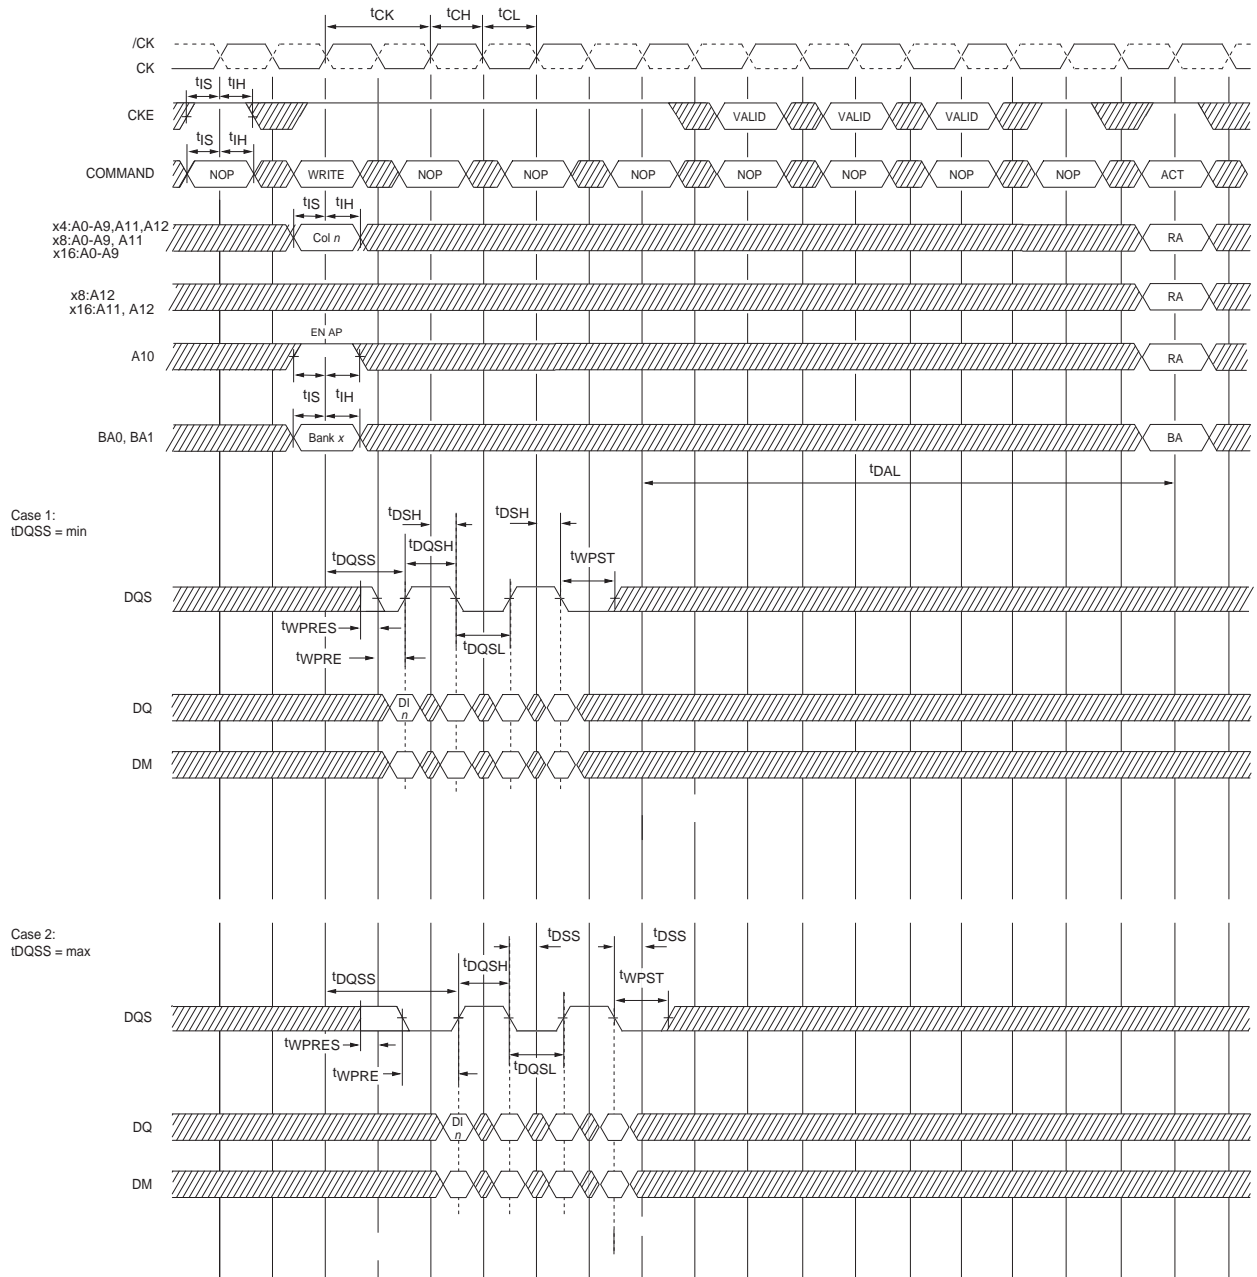 tCK
tCH
tCL
/CK
CK
tIS
tIH
CKE
VALID
VALID
VALID
tIS
tIH
COMMAND
NOP
WRITE
NOP
NOP
NOP
NOP
NOP
NOP
NOP
ACT
tIS
tIH
x4:A0-A9,A11,A12
x8:A0-A9, A11
x16:A0-A9
Col n
RA
x8:A12
x16:A11, A12
RA
EN AP
A10
RA
tIS
tIH
BA0, BA1
Bank x
BA
tDAL
Case 1:
tDQSS = min
tDSH
tDSH
tDQSH
tDQSS
tWPST
DQS
tWPRES
tDQSL
tWPRE
DQ
DI
n
DM
Case 2:
tDQSS = max
tDSS
tDSS
tDQSH
tDQSS
tWPST
DQS
tWPRES
tDQSL
tWPRE
DQ
DI
n
DM